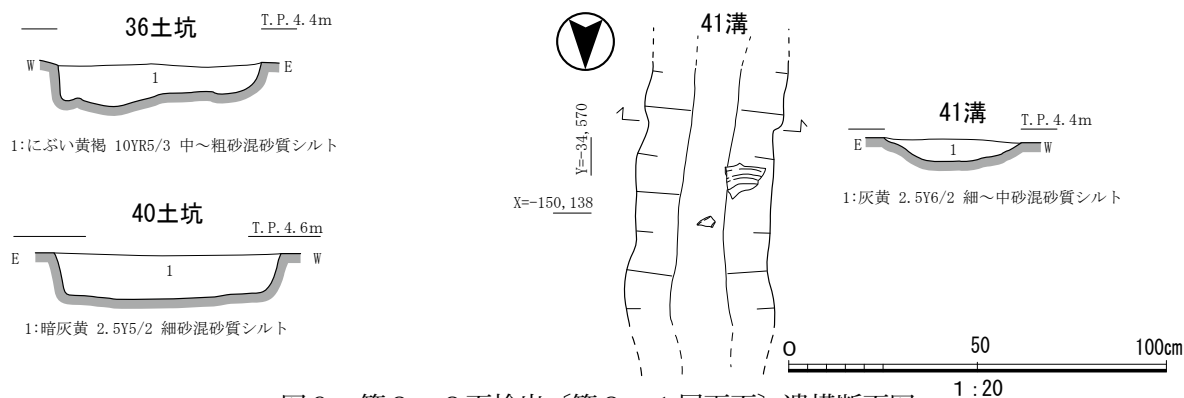 36土坑
T.P.4.4m
W
1
E
1:にぶい黄褐 10YR5/3 中～粗砂混砂質シルト
40土坑
T.P.4.6m
E
1
W
1:暗灰黄 2.5Y5/2 細砂混砂質シルト
41溝
Y=-34,570
X=-150,138
41溝
T.P.4.4m
E
1
W
1:灰黄 2.5Y6/2 細～中砂混砂質シルト
0 50 100cm
1:20